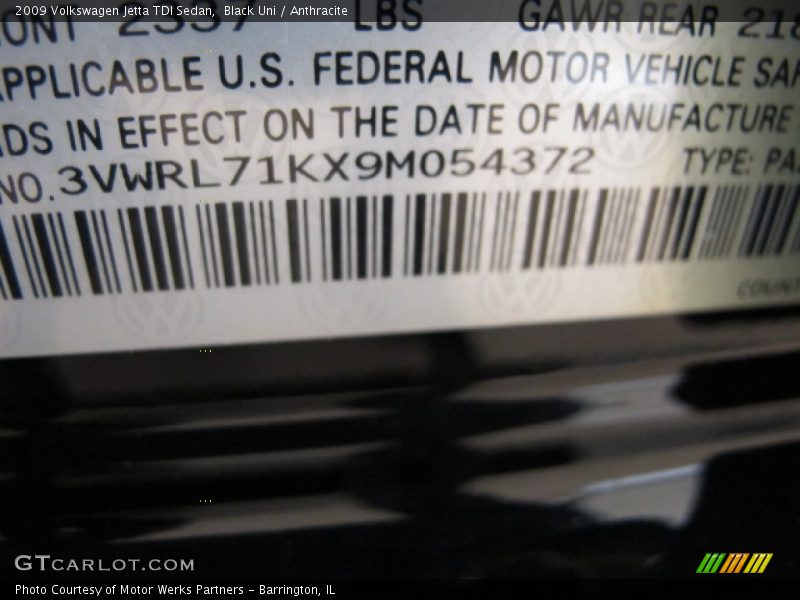 2009 Volkswagen Jetta TDI Sedan, Black Uni / Anthracite
LBS GAWR REAR
U.S. FEDERAL MOTOR VEHICLE
IN EFFECT ON THE DATE OF MANUFACTURE
NO. 3VWRL71KX9M054372 TYPE:
GTCARLOT.COM
Photo Courtesy of Motor Werks Partners - Barrington, IL